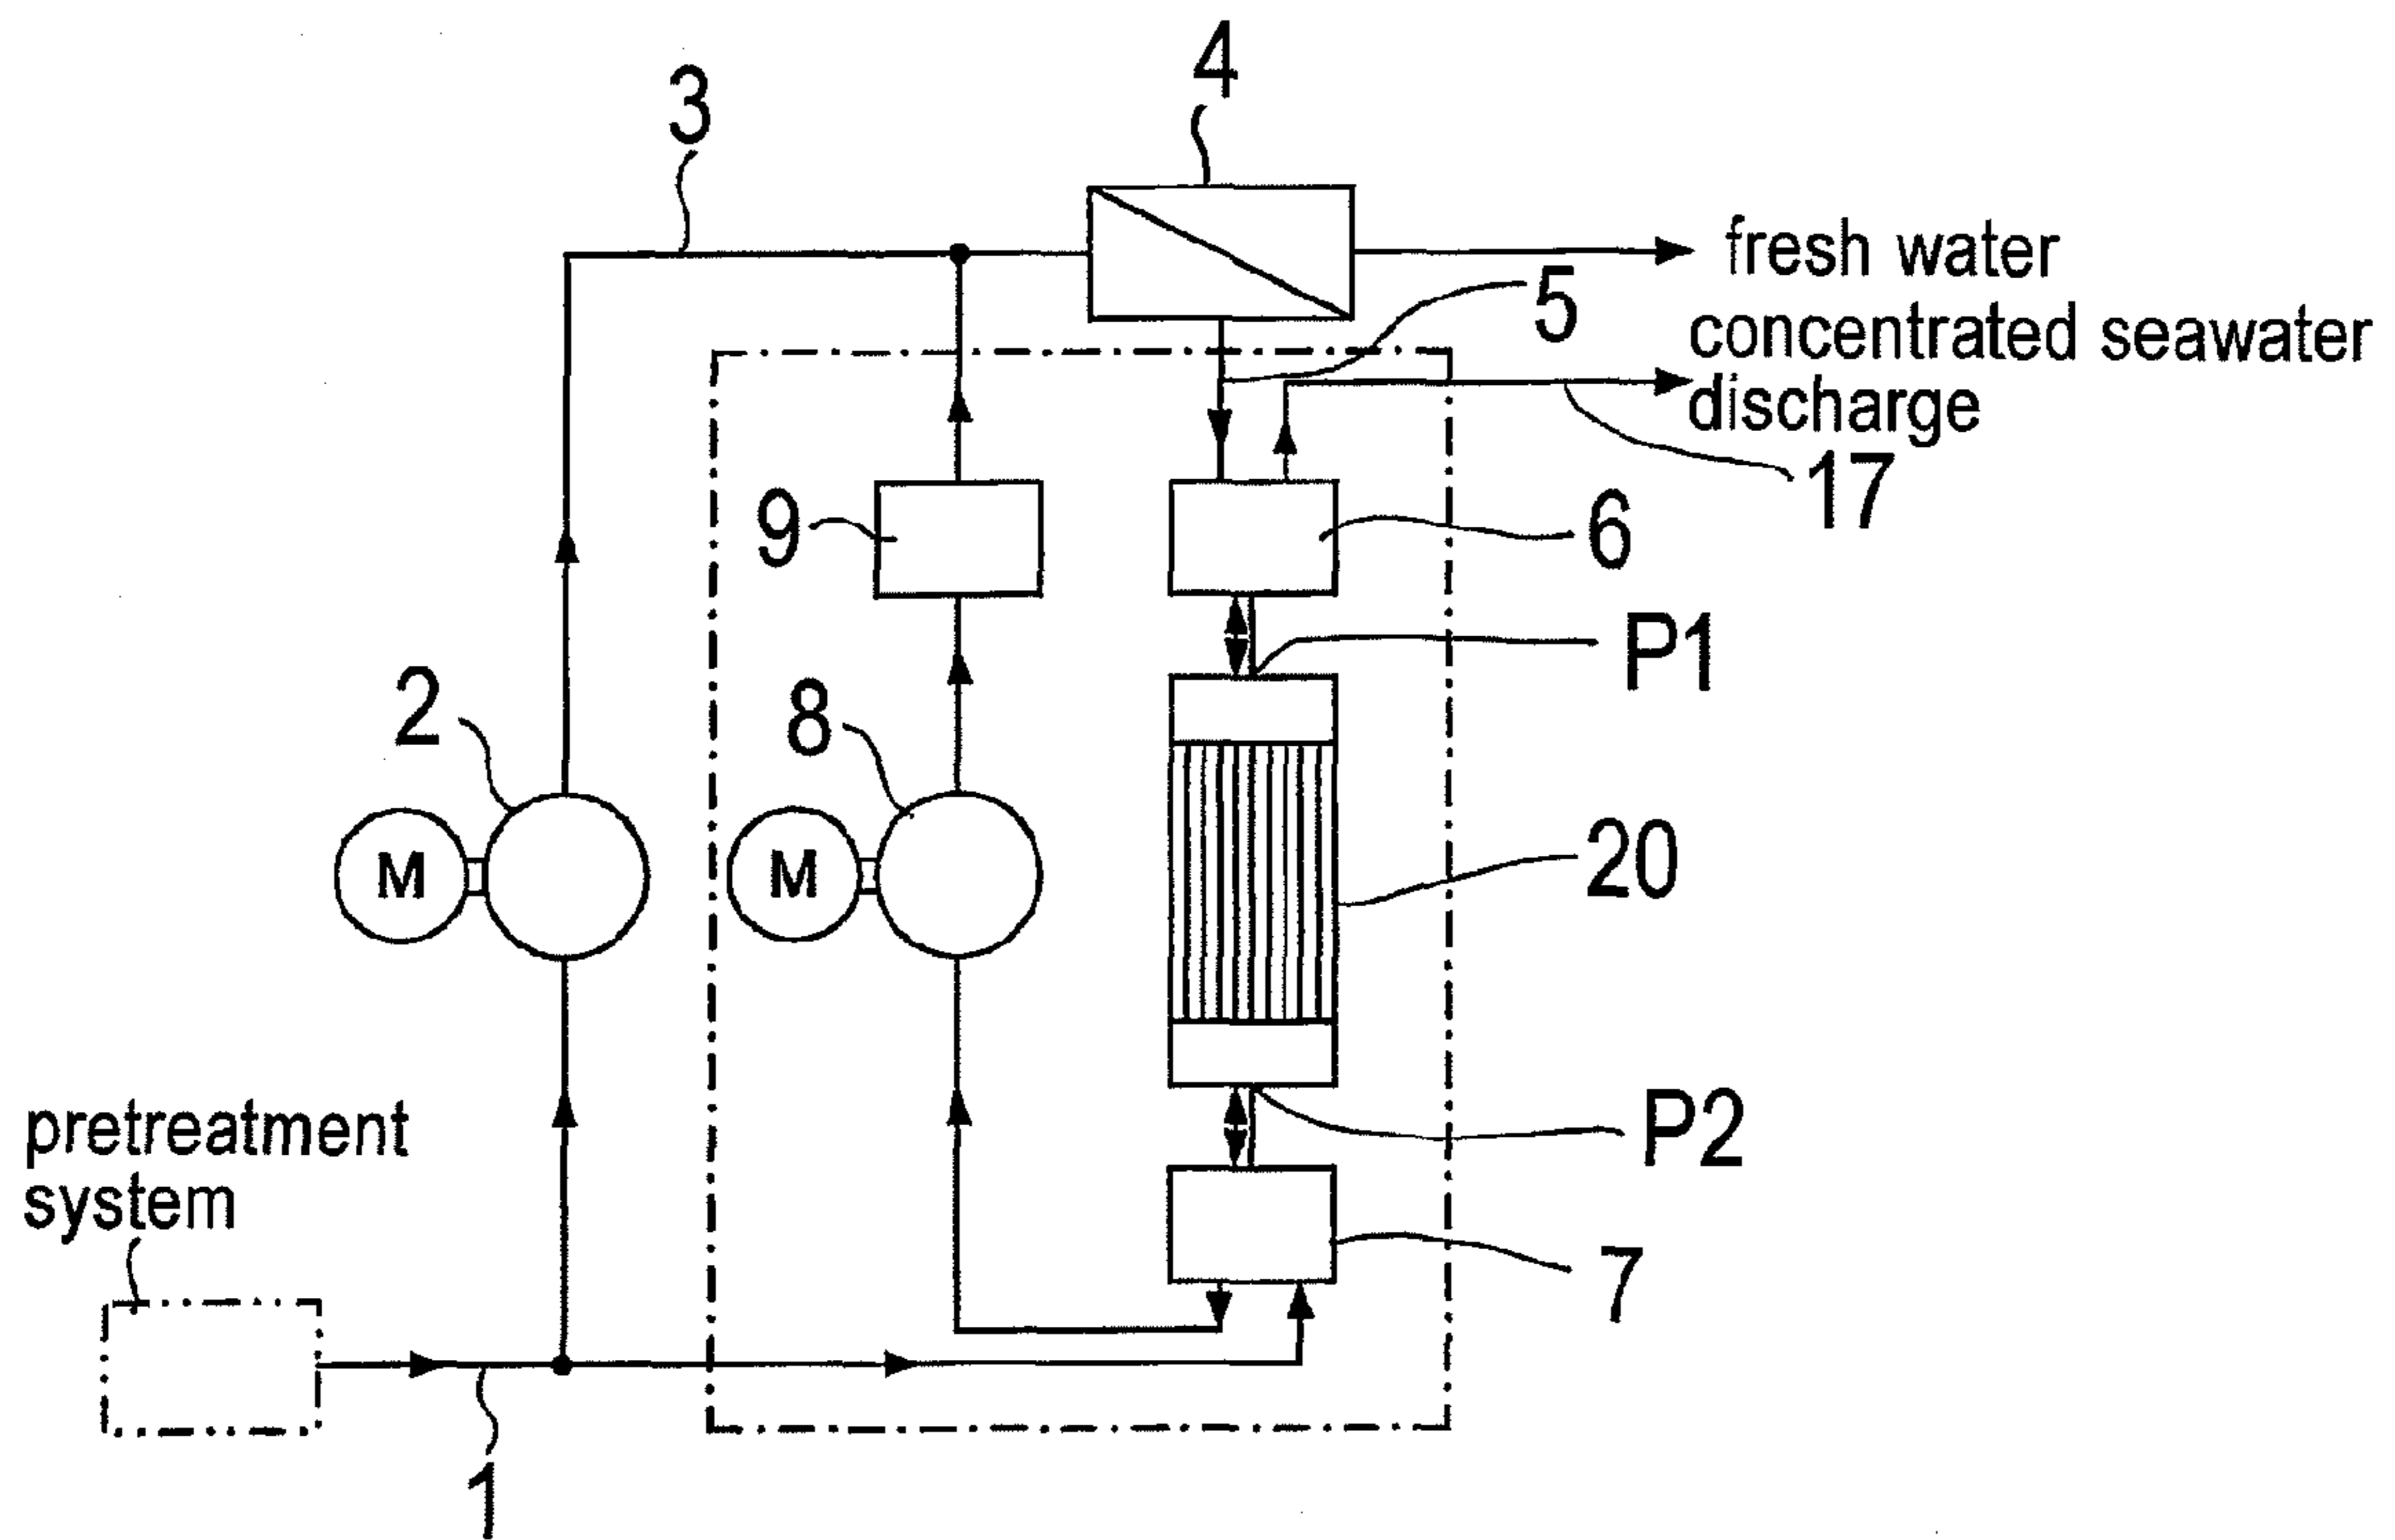 4
3
fresh water
5
concentrated seawater
discharge
17
9
6
P1
2
8
M
M
20
pretreatment
system
P2
7
1